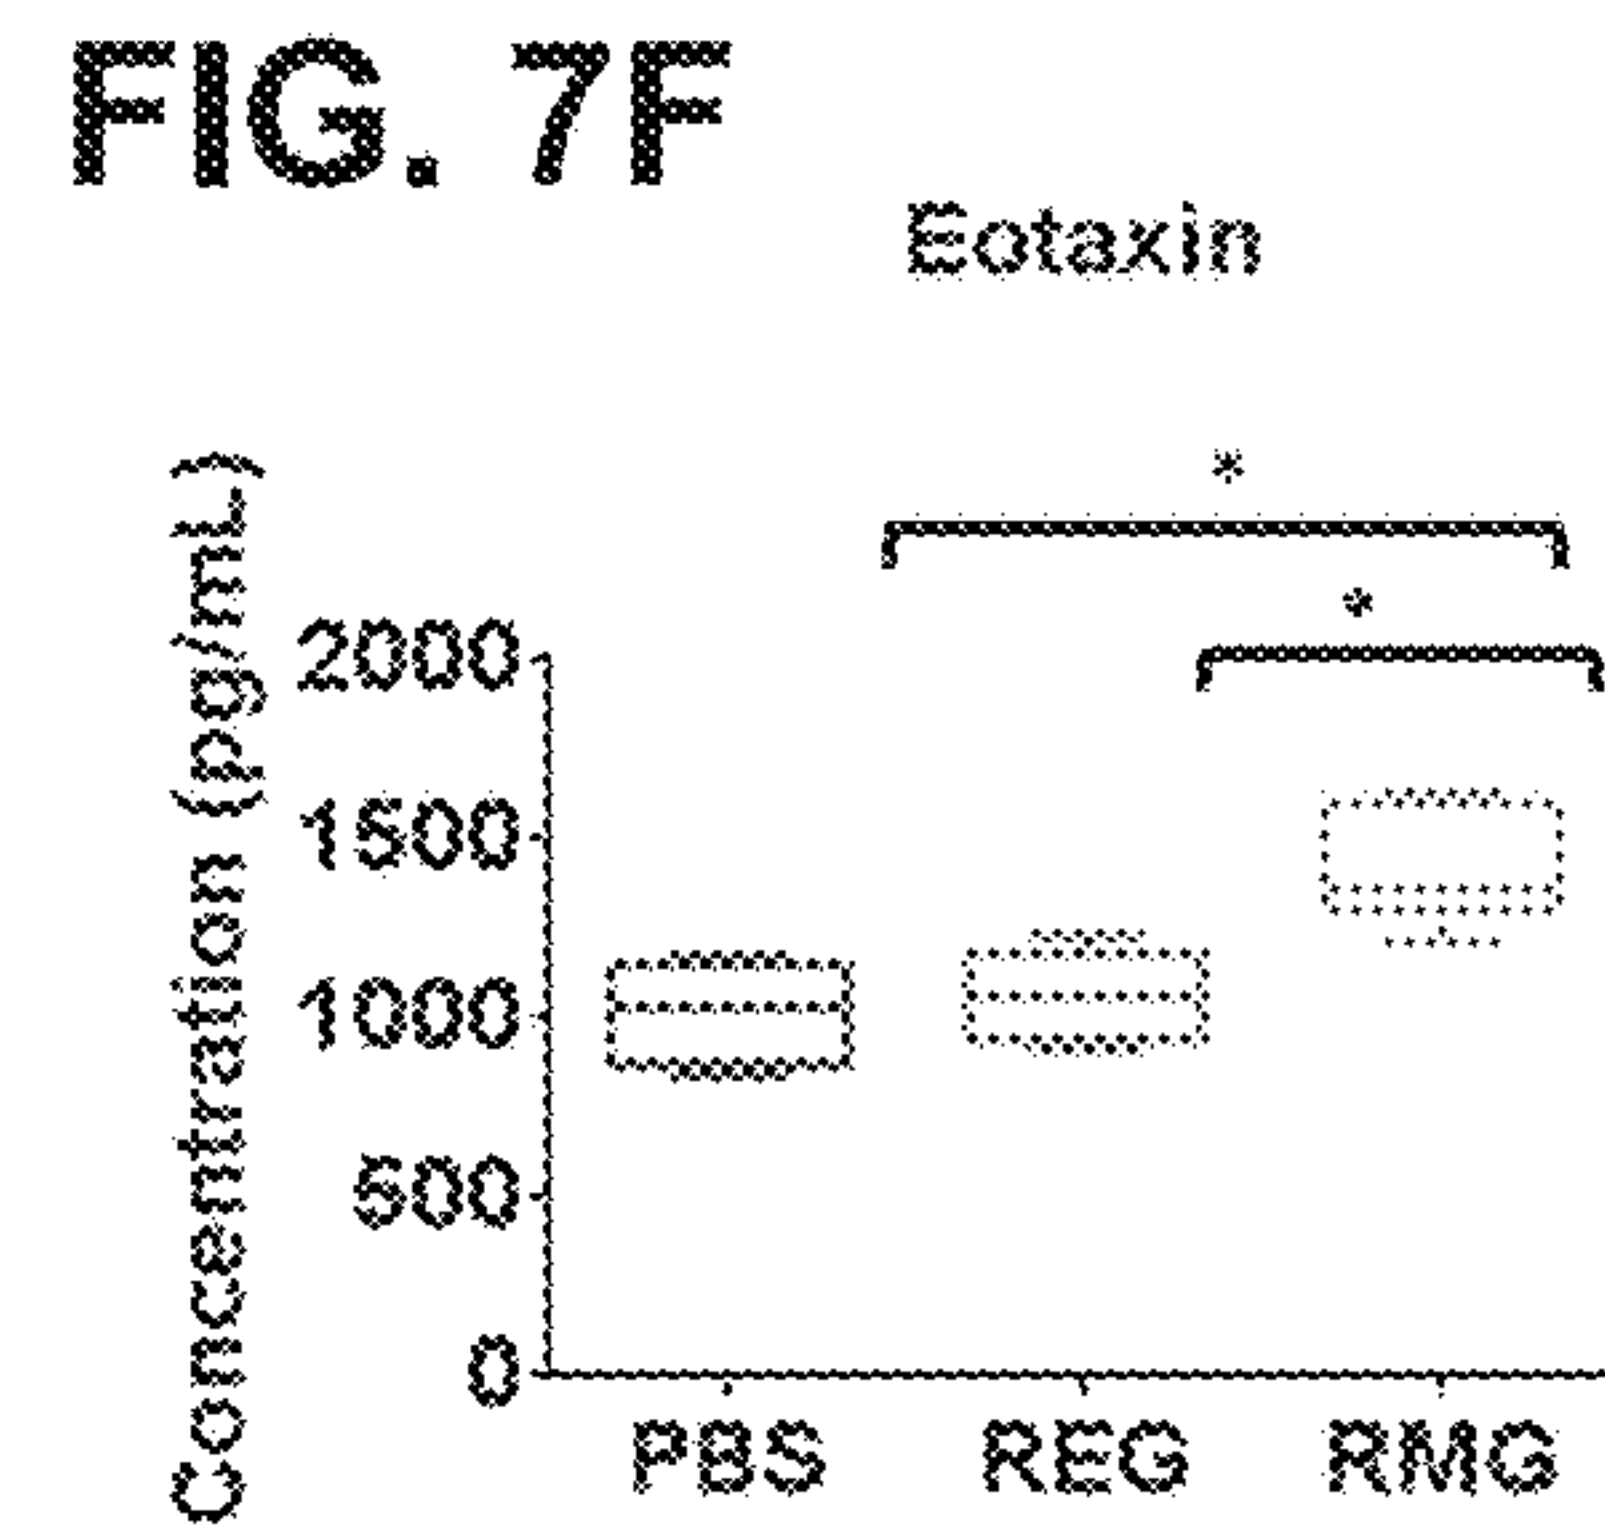 FIG. 7F
Eotaxin
*
*
Concentration (pg/mL)
2000
1500
1000
500
0
PBS REG RMG